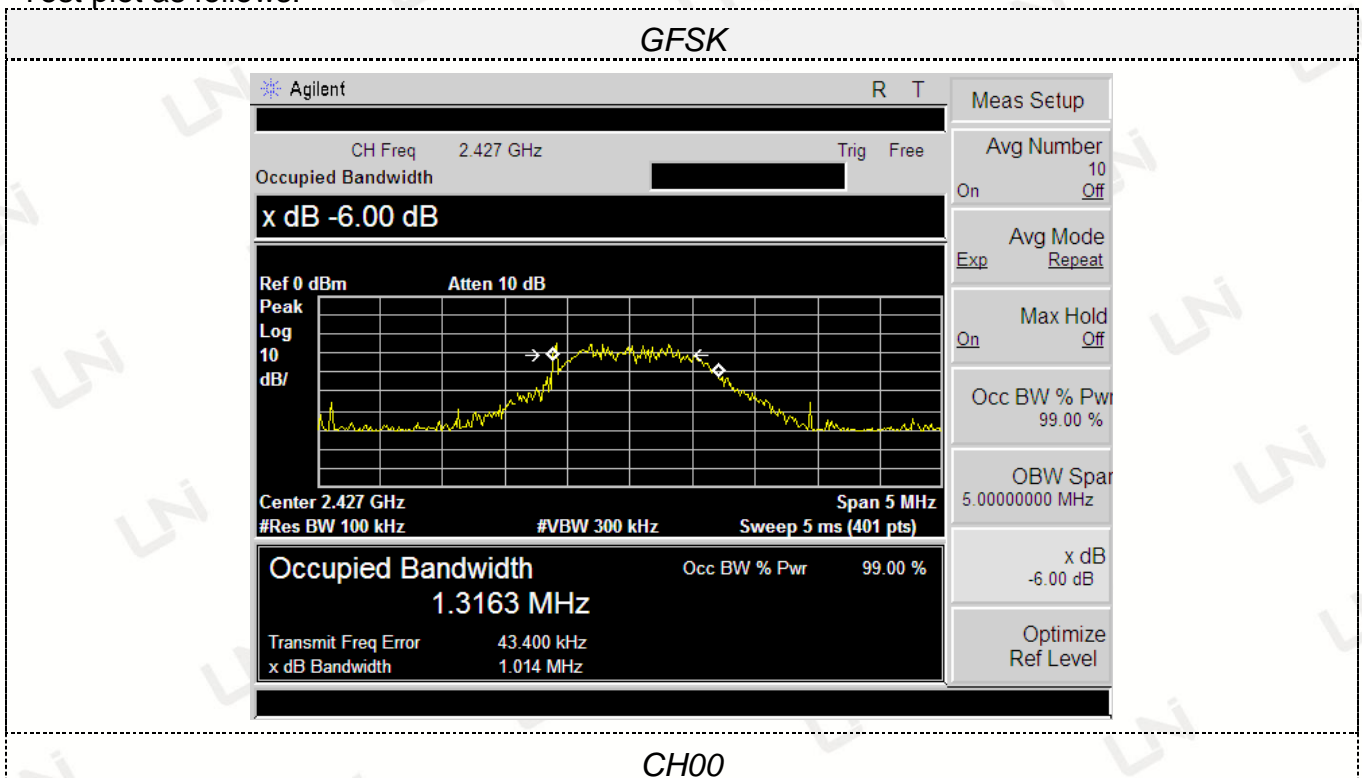 Test plot as follows:
GFSK
Agilent R T
CH Freq 2.427 GHz Trig Free
Occupied Bandwidth
x dB -6.00 dB
Ref 0 dBm Atten 10 dB
Peak
Log
10
dB/
Center 2.427 GHz Span 5 MHz
#Res BW 100 kHz #VBW 300 kHz Sweep 5 ms (401 pts)
Occupied Bandwidth Occ BW % Pwr 99.00 %
1.3163 MHz
Transmit Freq Error 43.400 kHz
x dB Bandwidth 1.014 MHz
Meas Setup
Avg Number
10
On Off
Avg Mode
Exp Repeat
Max Hold
On Off
Occ BW % Pwr
99.00 %
OBW Span
5.00000000 MHz
x dB
-6.00 dB
Optimize
Ref Level
CH00